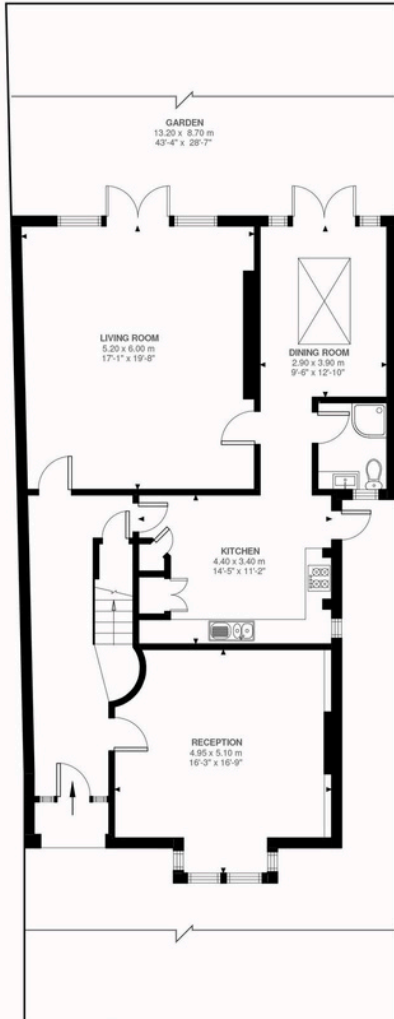 GARDEN
13.20 x 8.70 m
43'-4" x 28'-7"
LIVING ROOM
5.20 x 6.00 m
17'-1" x 19'-8"
DINING ROOM
2.90 x 3.90 m
9'-6" x 12'-10"
KITCHEN
4.40 x 3.40 m
14'-5" x 11'-2"
RECEPTION
4.95 x 5.10 m
16'-3" x 16'-9"